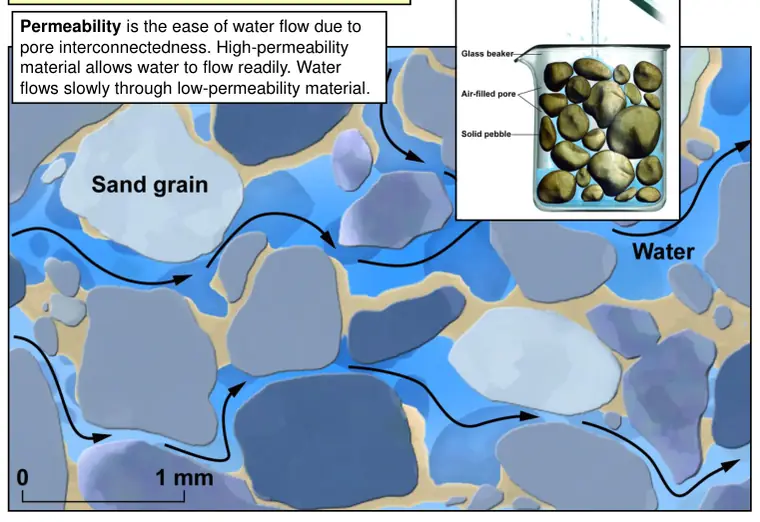 Permeability is the ease of water flow due to
pore interconnectedness. High-permeability
material allows water to flow readily. Water
flows slowly through low-permeability material.
Glass beaker
Air-filled pore
Solid pebble
Sand grain
Water
0 1 mm